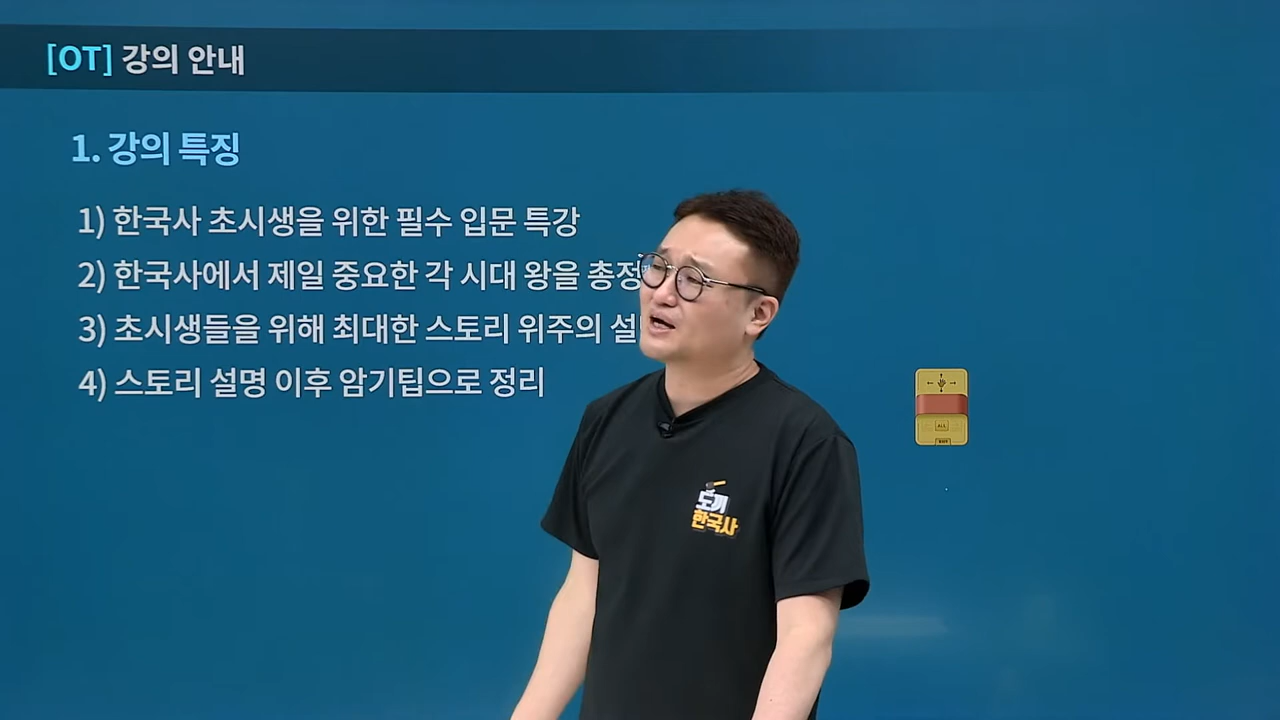 [OT] 강의 안내
1. 강의 특징
1) 한국사 초시생을 위한 필수 입문 특강
2) 한국사에서 제일 중요한 각 시대 왕을 총정
3) 초시생들을 위해 최대한 스토리 위주의 설
4) 스토리 설명 이후 암기팁으로 정리
ALL
도끼
한국사